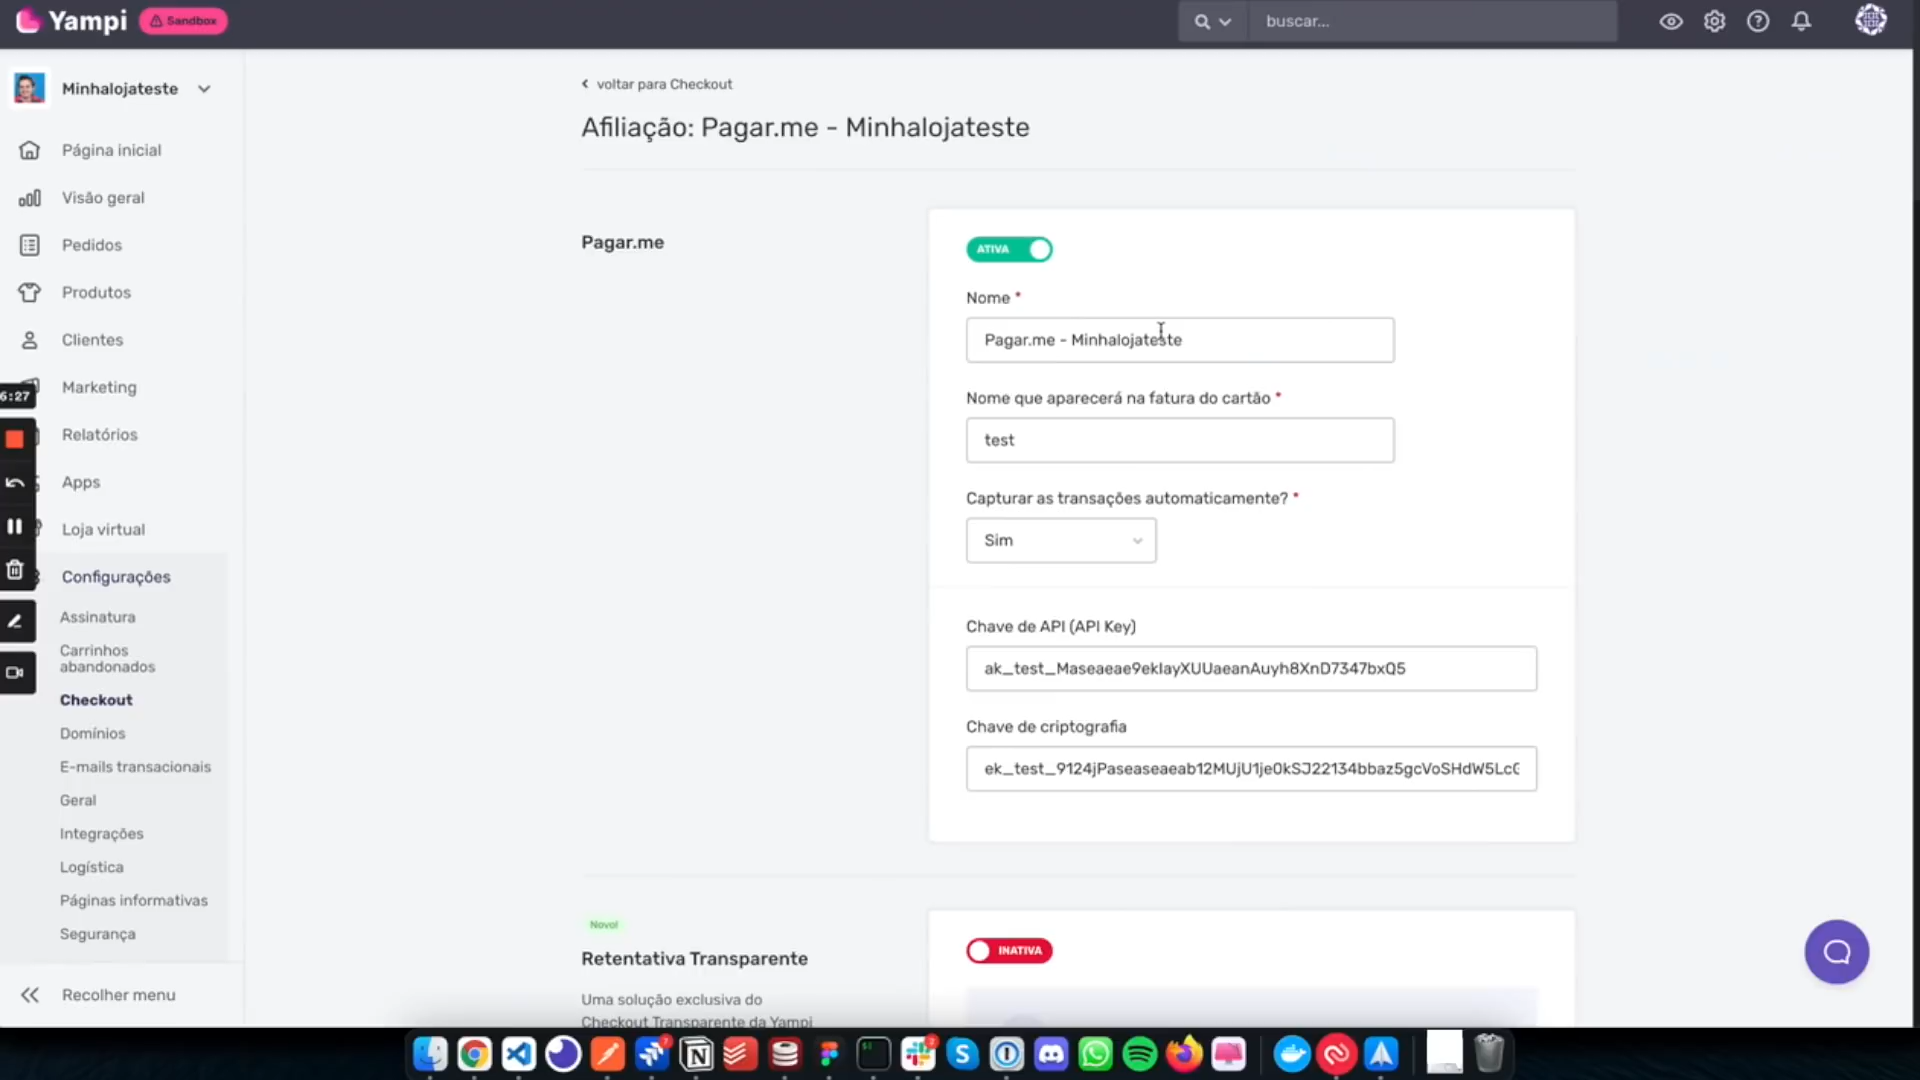 Yampi
Sandbox
buscar...
Minhalojateste
Página inicial
Visão geral
Pedidos
Produtos
Clientes
Marketing
6:27
Relatórios
Apps
Loja virtual
Configurações
Assinatura
Carrinhos
abandonados
Checkout
Domínios
E-mails transacionais
Geral
Integrações
Logística
Páginas informativas
Segurança
Recolher menu
voltar para Checkout
Afiliação: Pagar.me - Minhalojateste
Pagar.me
ATIVA
Nome *
Pagar.me - Minhalojateste
Nome que aparecerá na fatura do cartão *
test
Capturar as transações automaticamente? *
Sim
Chave de API (API Key)
ak_test_Maseaeae9eklayXUUaeanAuyh8XnD7347bxQ5
Chave de criptografia
ek_test_9124jPaseaseaeab12MUjU1je0kSJ22134bbaz5gcVoSHdW5Lc
Novo!
Retentativa Transparente
Uma solução exclusiva do
Checkout Transparente da Yampi
INATIVA